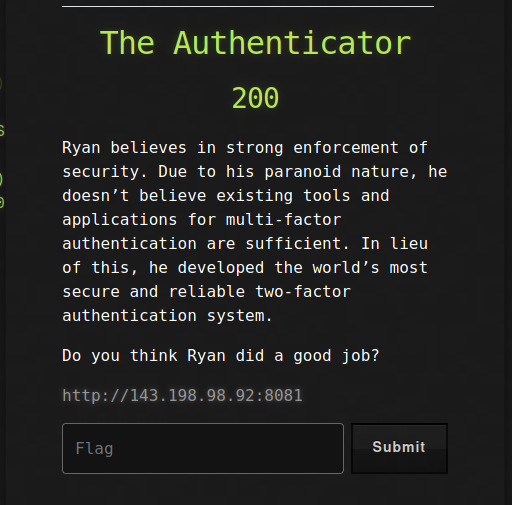 The Authenticator
200
Ryan believes in strong enforcement of
security. Due to his paranoid nature, he
doesn’t believe existing tools and
applications for multi-factor
authentication are sufficient. In lieu
of this, he developed the world’s most
secure and reliable two-factor
authentication system.
Do you think Ryan did a good job?
http://143.198.98.92:8081
Flag
Submit